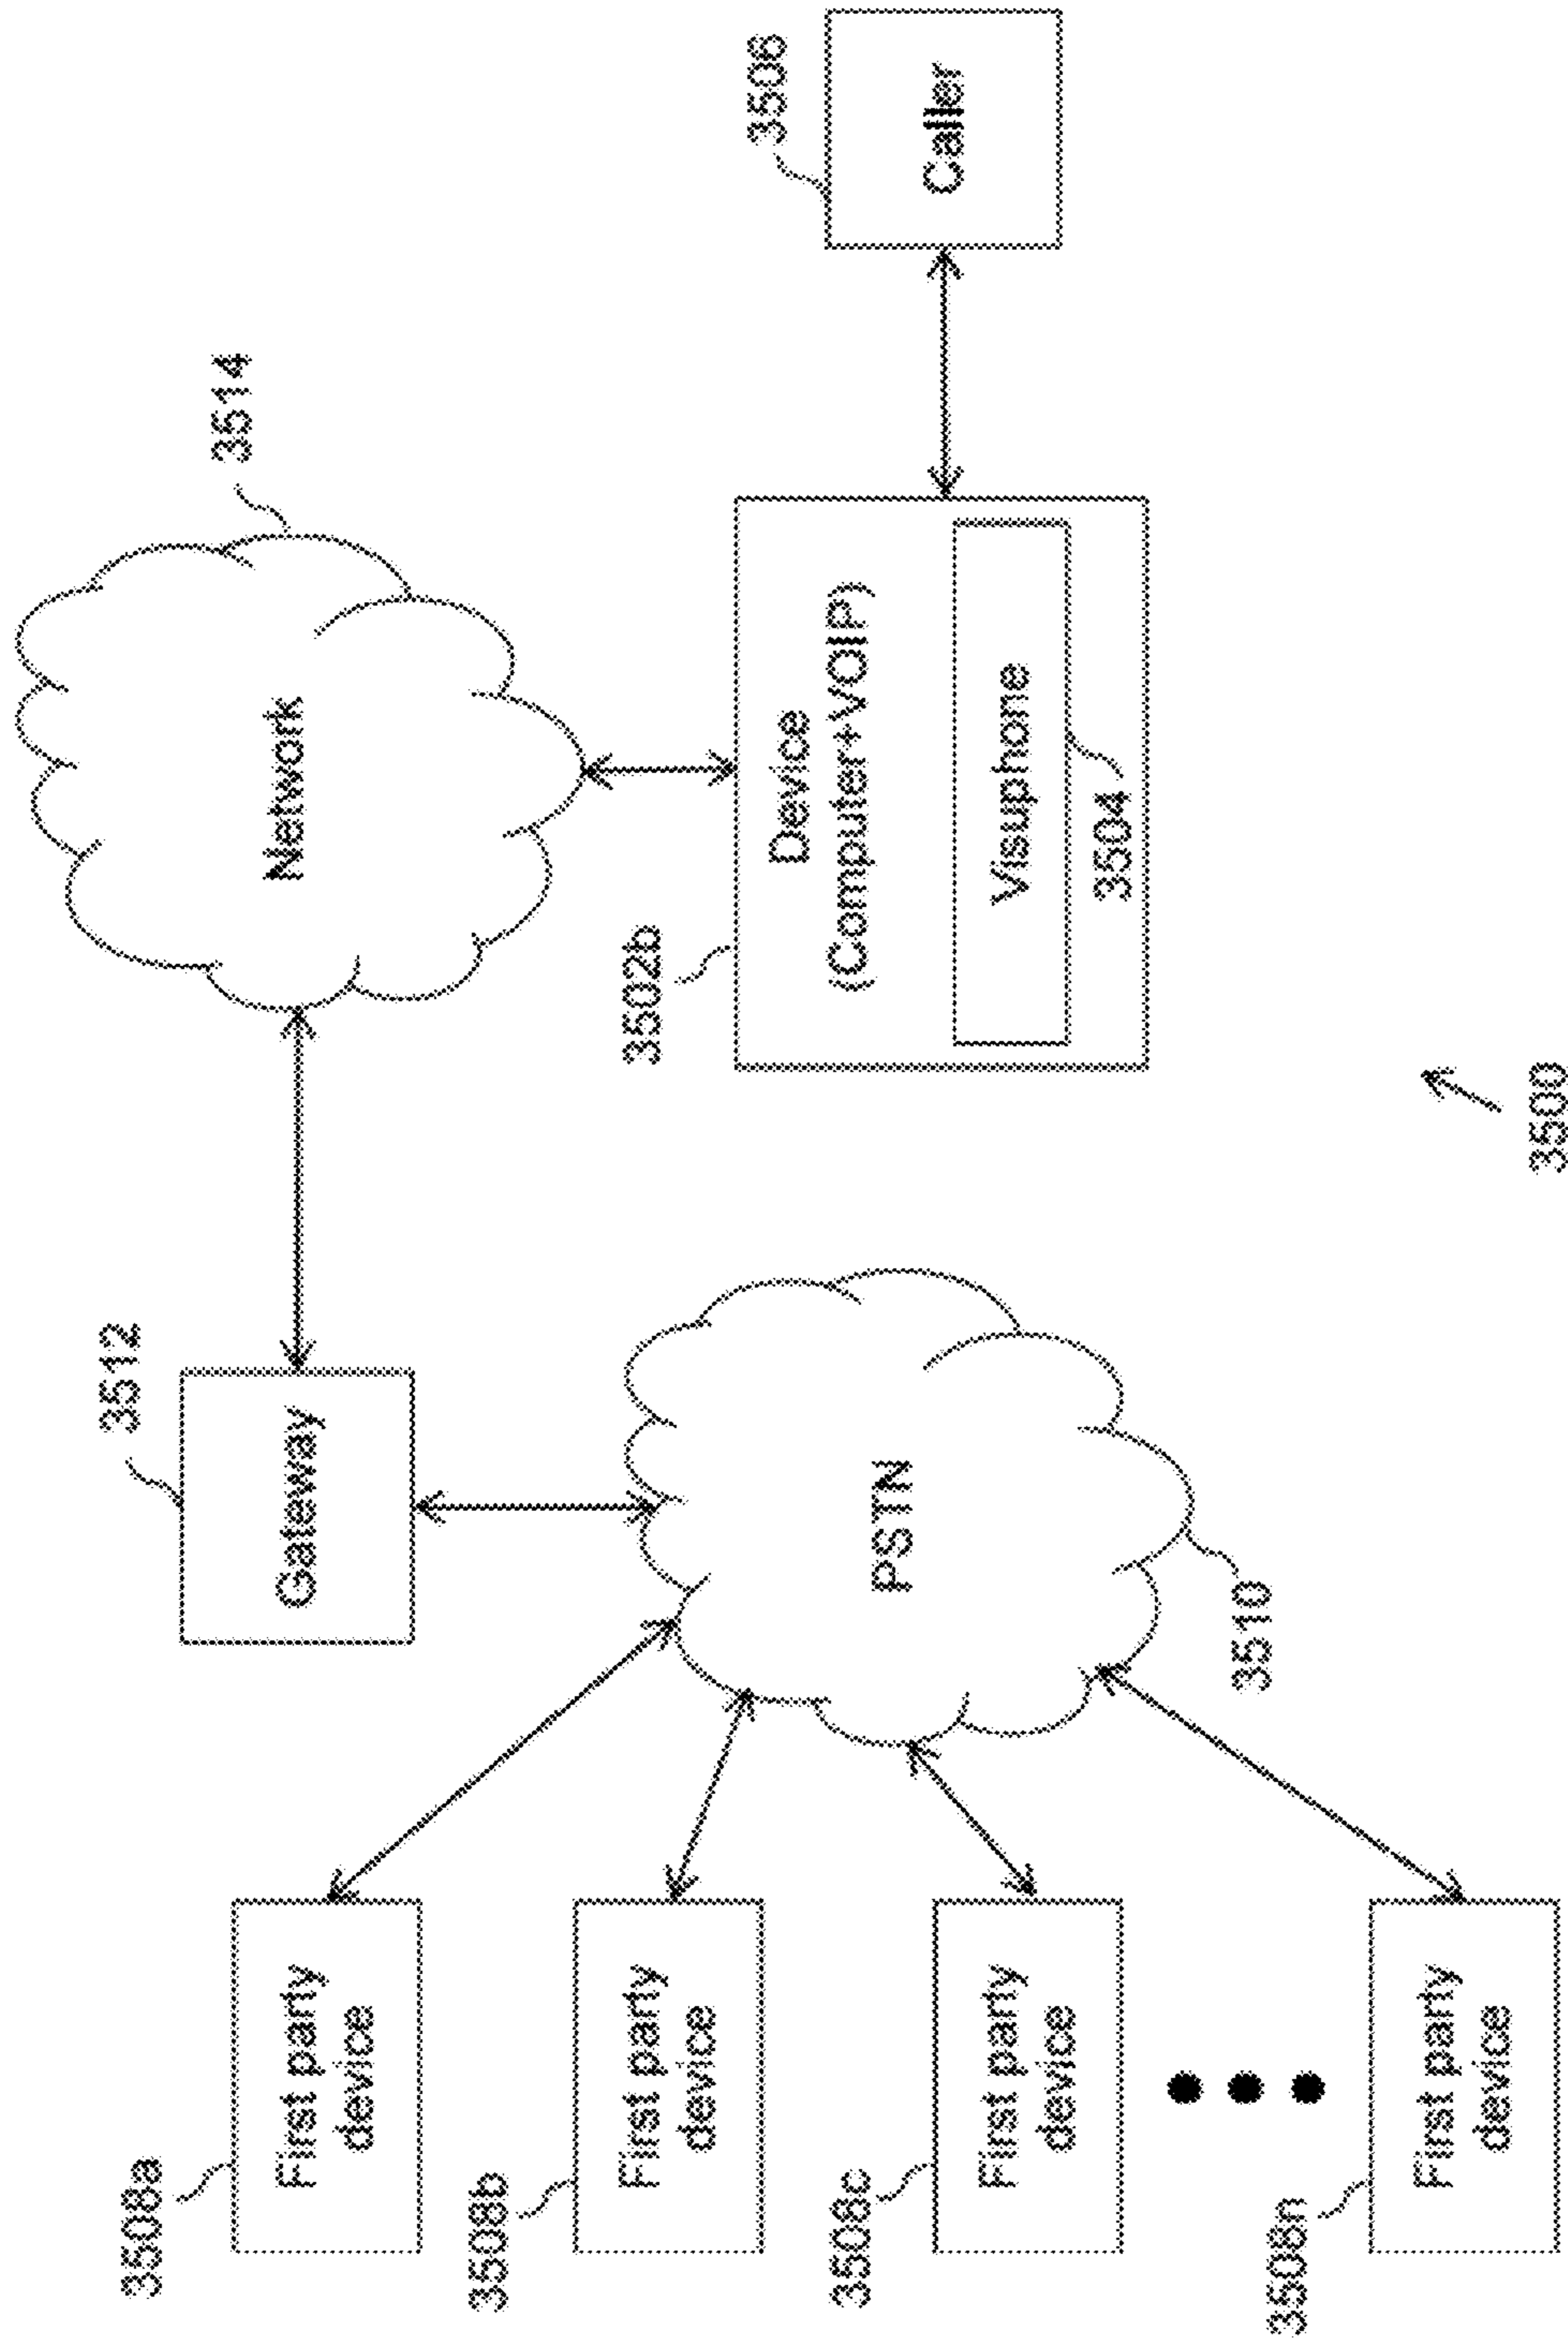 3508a
First party
device
3508b
First party
device
3508c
First party
device
3508n
First party
device
3512
Gateway
PSTN
3510
3514
Network
3502b
Device
(Computer+VOIP)
Visuphone
3504
3506
Caller
3500